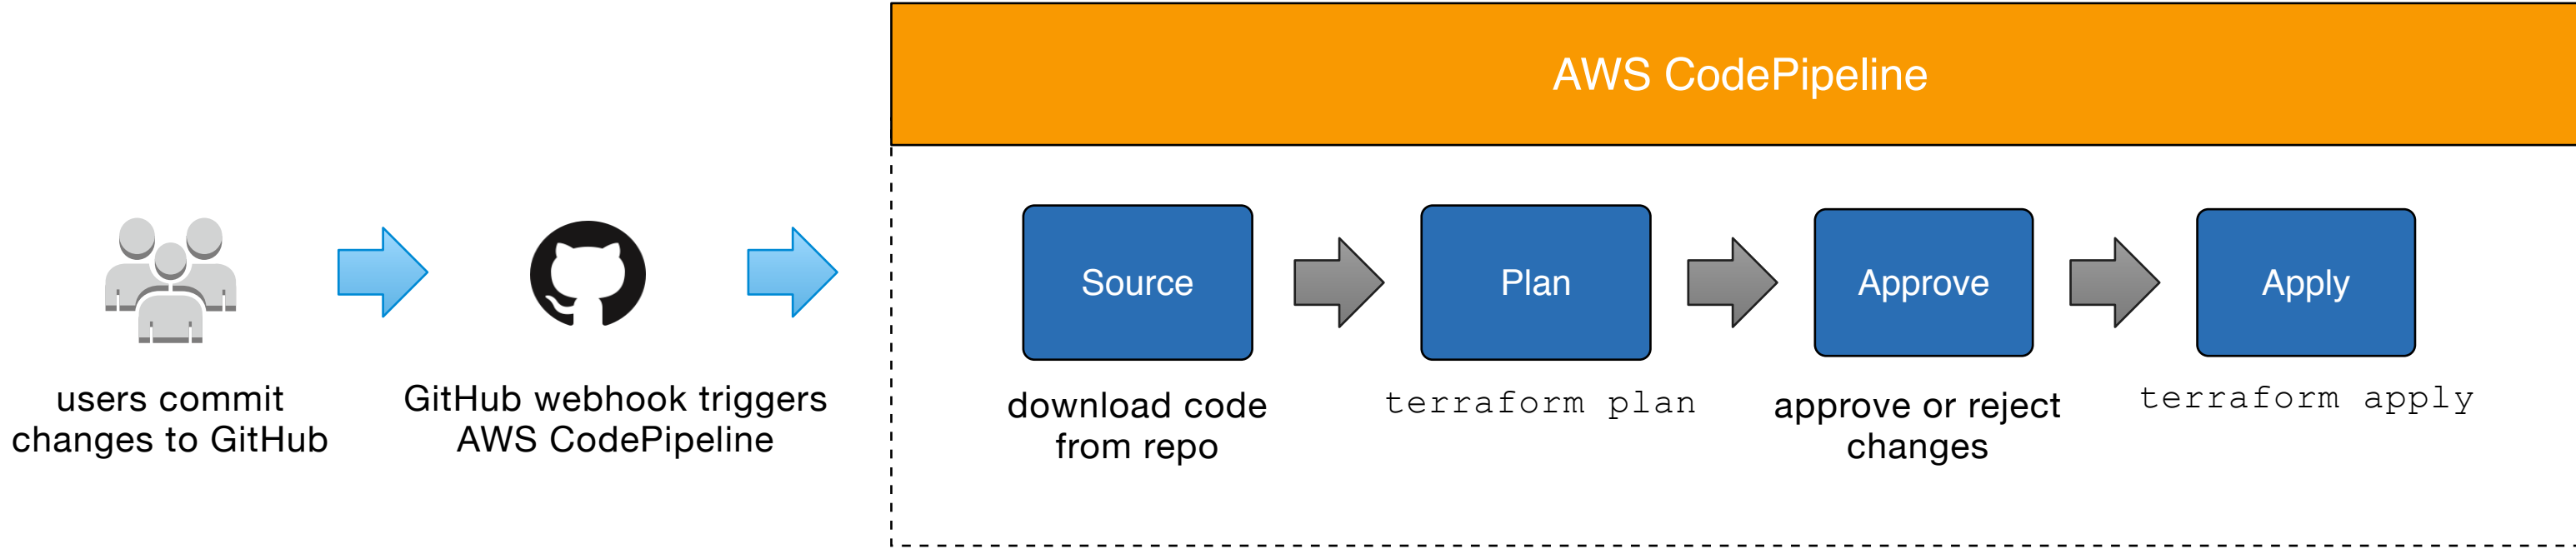 AWS CodePipeline
Source
Plan
Approve
Apply
users commit
changes to GitHub
GitHub webhook triggers
AWS CodePipeline
download code
from repo
terraform plan
approve or reject
changes
terraform apply